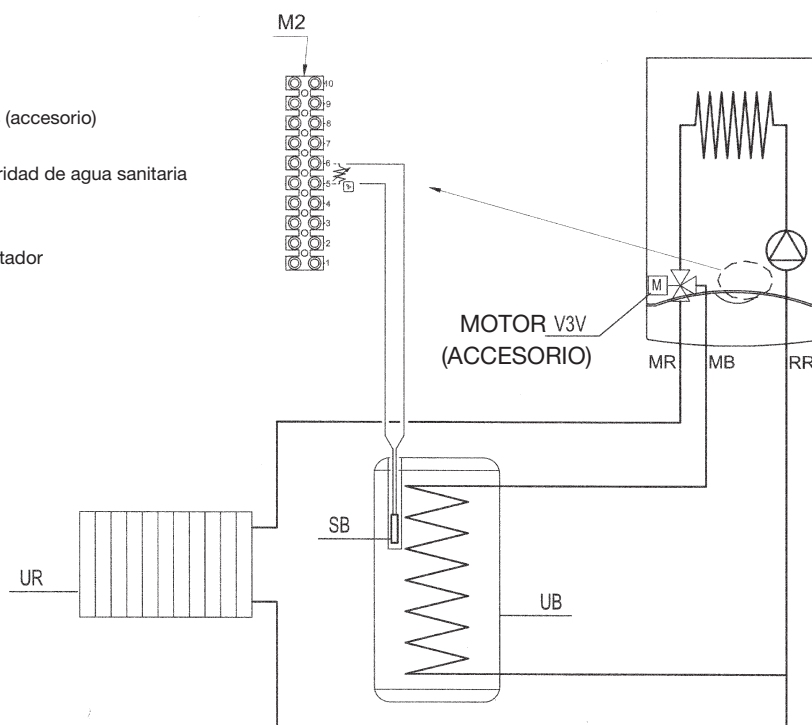 M2
(accesorio)
ridad de agua sanitaria
tador
10
9
8
7
6
5
4
3
2
1
M
MOTOR V3V
(ACCESORIO)
MR MB RR
SB
UR
UB